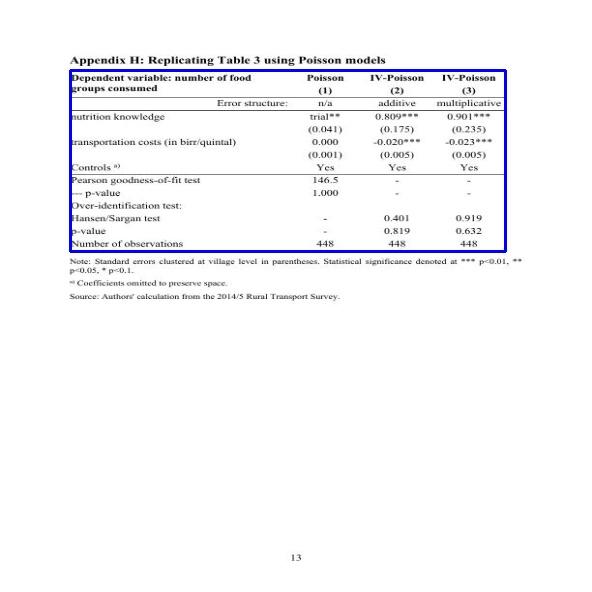 Appendix H: Replicating Table 3 using Poisson models
Dependent variable: number of food groups consumed Poisson (1) IV-Poisson (2) IV-Poisson (3)
Error structure: n/a additive multiplicative
nutrition knowledge trial** 0.809*** 0.901***
(0.041) (0.175) (0.235)
transportation costs (in birr/quintal) 0.000 -0.020*** -0.023***
(0.001) (0.005) (0.005)
Controls a) Yes Yes Yes
Pearson goodness-of-fit test 146.5 - -
--- p-value 1.000 - -
Over-identification test:
Hansen/Sargan test - 0.401 0.919
p-value - 0.819 0.632
Number of observations 448 448 448
Note: Standard errors clustered at village level in parentheses. Statistical significance denoted at *** p<0.01, **
p<0.05, * p<0.1.
a) Coefficients omitted to preserve space.
Source: Authors' calculation from the 2014/5 Rural Transport Survey.
13